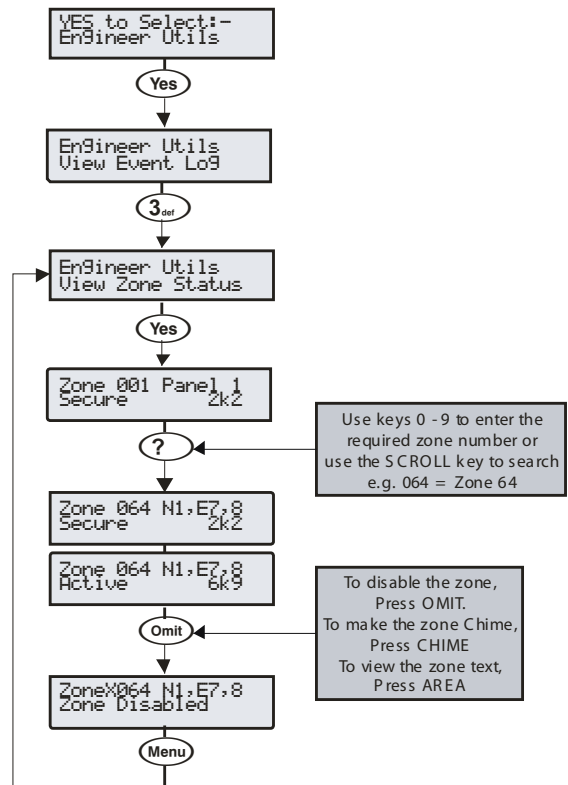 YES to Select:-
Engineer Utils
Yes
Engineer Utils
View Event Log
3def
Engineer Utils
View Zone Status
Yes
Zone 001 Panel 1
Secure 2k2
?
Use keys 0 - 9 to enter the
required zone number or
use the SCROLL key to search
e.g. 064 = Zone 64
Zone 064 N1,E7,8
Secure 2k2
Zone 064 N1,E7,8
Active 6k9
Omit
To disable the zone,
Press OMIT.
To make the zone Chime,
Press CHIME
To view the zone text,
Press AREA
ZoneX064 N1,E7,8
Zone Disabled
Menu